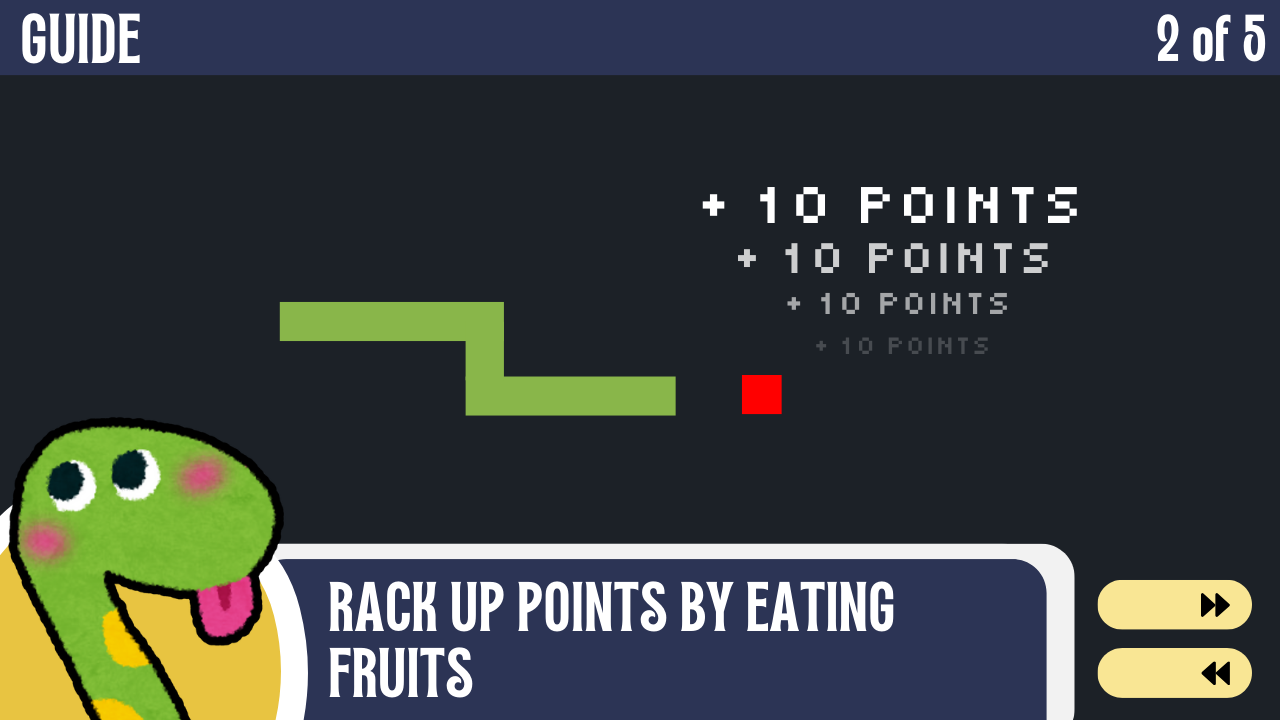 GUIDE
2 of 5
+ 10 POINTS
+ 10 POINTS
+ 10 POINTS
+ 10 POINTS
RACK UP POINTS BY EATING
FRUITS